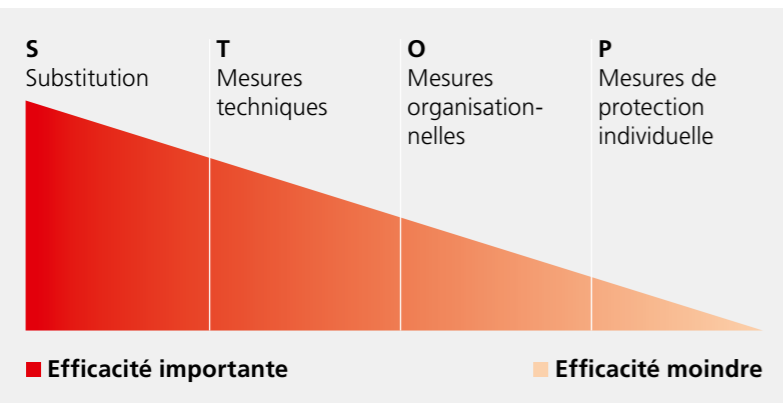 S
Substitution
T
Mesures
techniques
O
Mesures
organisation-
nelles
P
Mesures de
protection
individuelle
Efficacité importante
Efficacité moindre